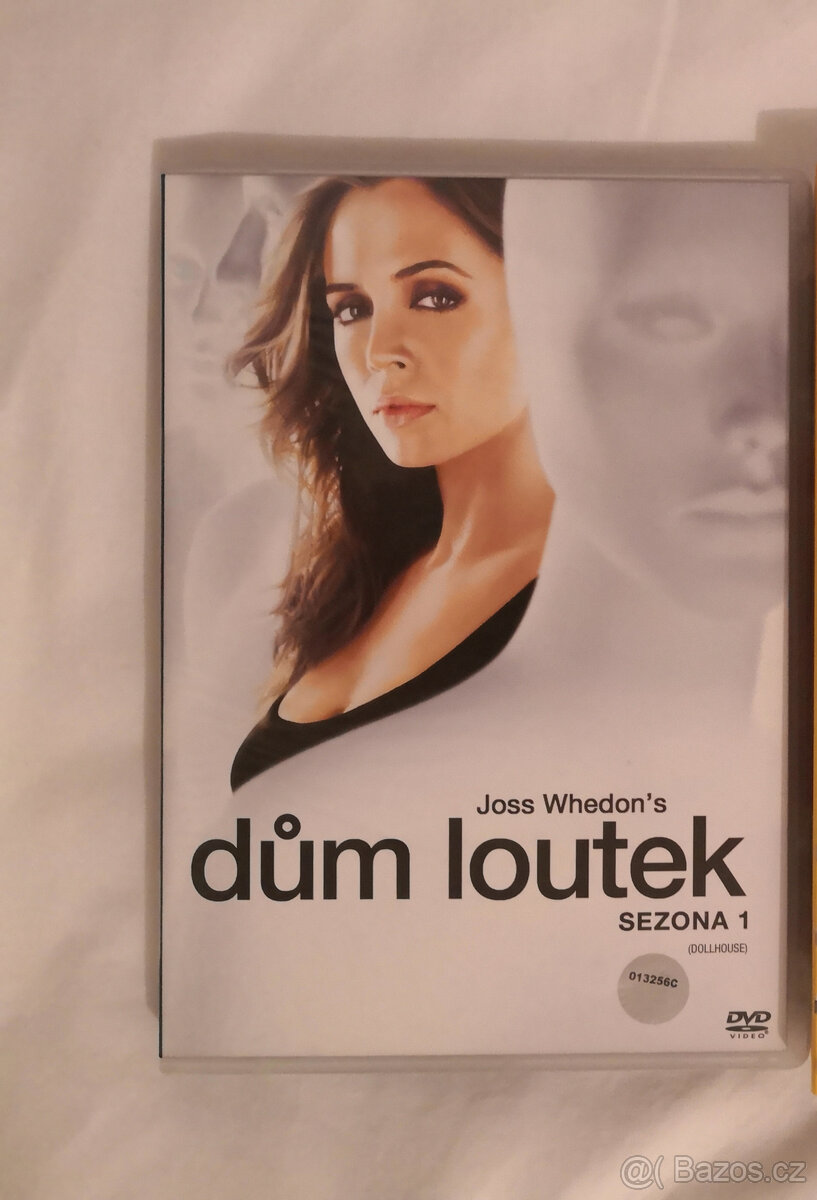 Joss Whedon's
dům loutek
SEZONA 1
(DOLLHOUSE)
013256C
DVD
VIDEO
@( Bazos.cz